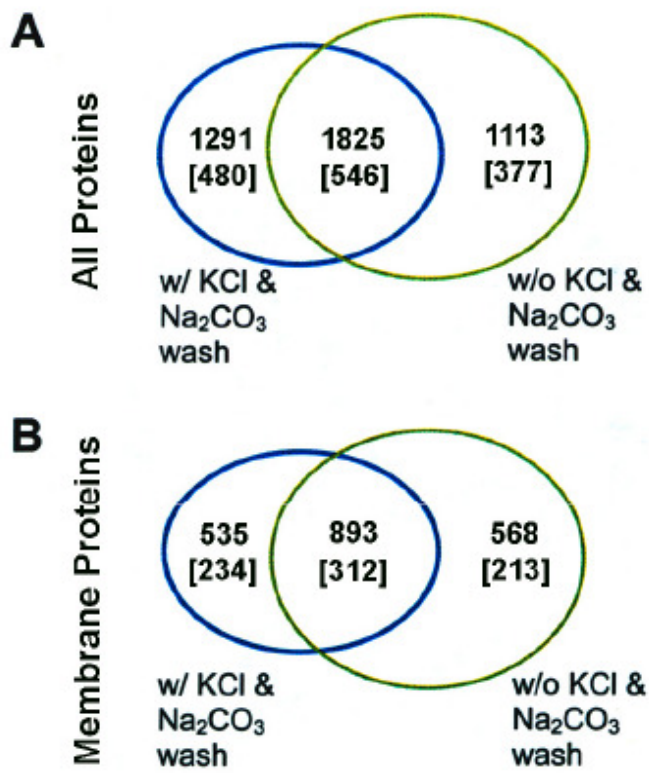 A
All Proteins
1291
[480]
1825
[546]
1113
[377]
w/ KCl &
Na₂CO₃
wash
w/o KCl &
Na₂CO₃
wash
B
Membrane Proteins
535
[234]
893
[312]
568
[213]
w/ KCl &
Na₂CO₃
wash
w/o KCl &
Na₂CO₃
wash